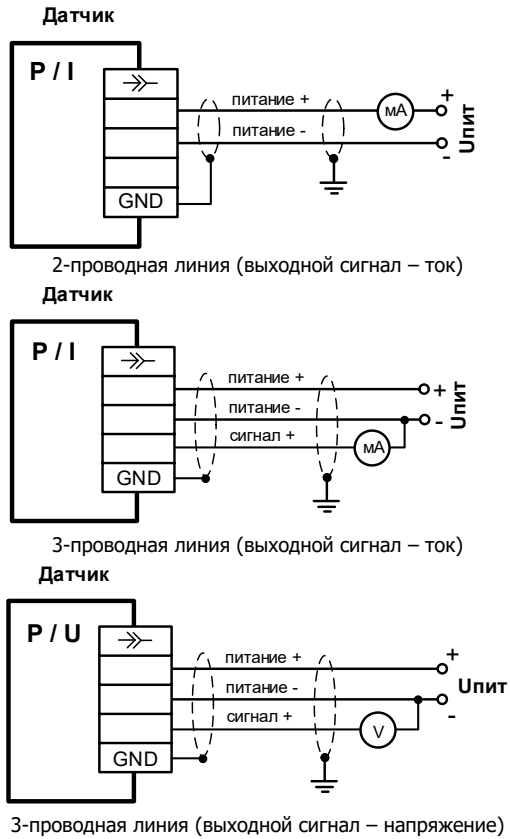 Датчик
P / I
питание +
мА
+
питание -
-
Uпит
GND
2-проводная линия (выходной сигнал – ток)
Датчик
P / I
питание +
+
питание -
-
Uпит
сигнал +
мА
GND
3-проводная линия (выходной сигнал – ток)
Датчик
P / U
питание +
+
питание -
Uпит
-
сигнал +
V
GND
3-проводная линия (выходной сигнал – напряжение)